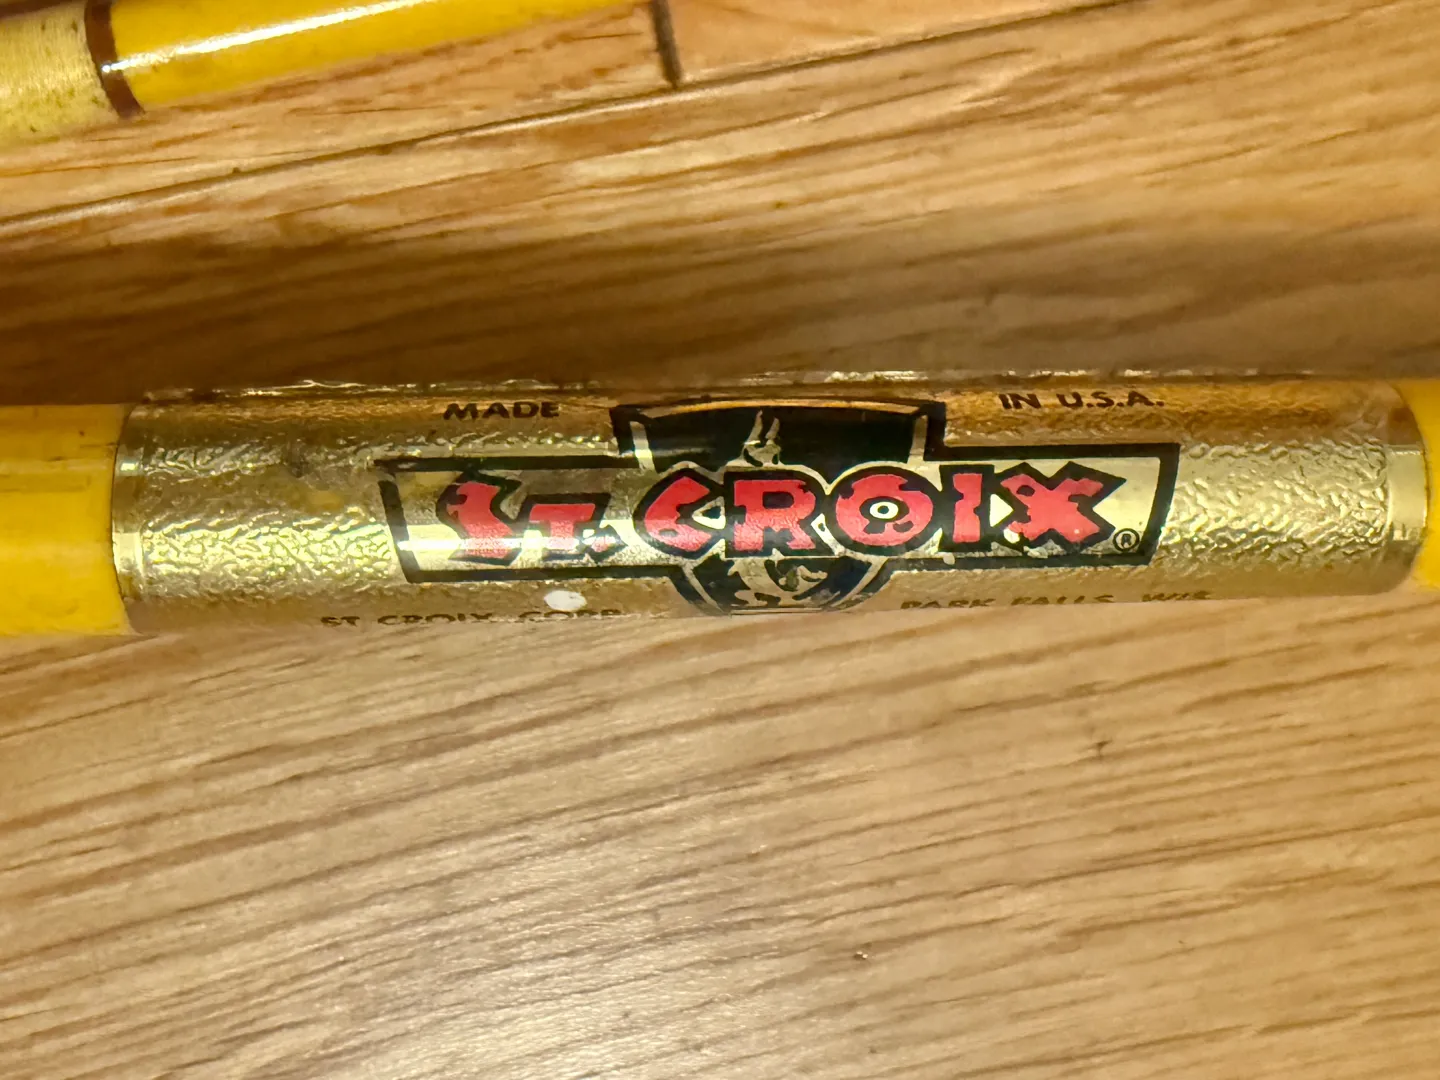 MADE IN U.S.A.
ST. CROIX ®
ST. CROIX CORP. PARK FALLS, WIS.